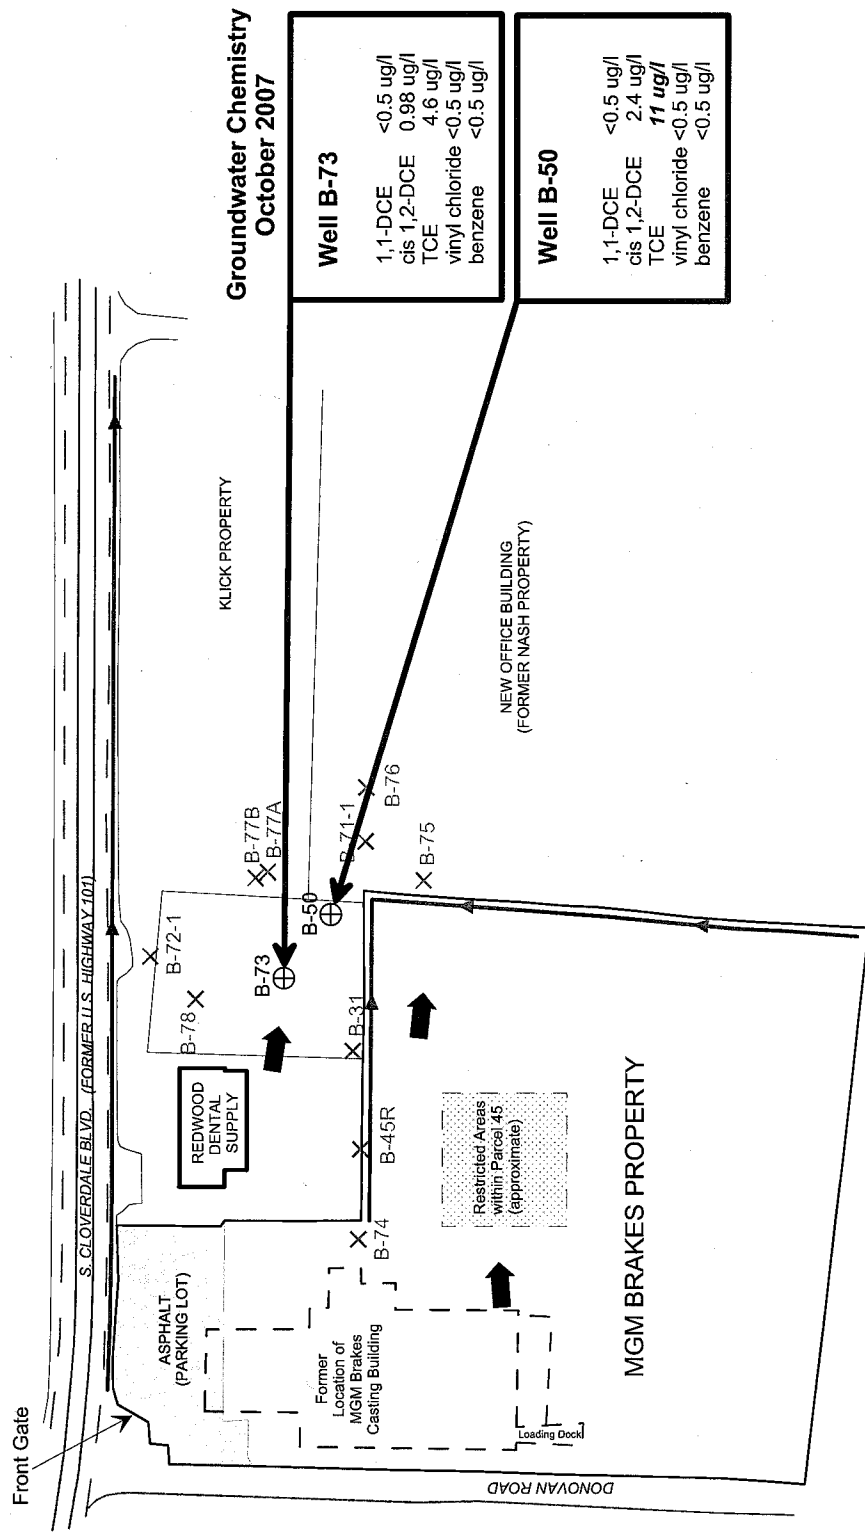 Groundwater Chemistry
October 2007
Well B-73
1,1-DCE <0.5 ug/l
cis 1,2-DCE 0.98 ug/l
TCE 4.6 ug/l
vinyl chloride <0.5 ug/l
benzene <0.5 ug/l
Well B-50
1,1-DCE <0.5 ug/l
cis 1,2-DCE 2.4 ug/l
TCE 11 ug/l
vinyl chloride <0.5 ug/l
benzene <0.5 ug/l
Front Gate
S. CLOVERDALE BLVD. (FORMER U.S. HIGHWAY 101)
ASPHALT
(PARKING LOT)
REDWOOD
DENTAL
SUPPLY
B-72-1
B-78
B-77B
B-77A
KLICK PROPERTY
B-73
B-50
B-71-1
B-76
B-75
B-31
B-45R
B-74
NEW OFFICE BUILDING
(FORMER NASH PROPERTY)
Former
Location of
MGM Brakes
Casting Building
Loading Dock
Restricted Areas
within Parcel 45
(approximate)
MGM BRAKES PROPERTY
DONOVAN ROAD